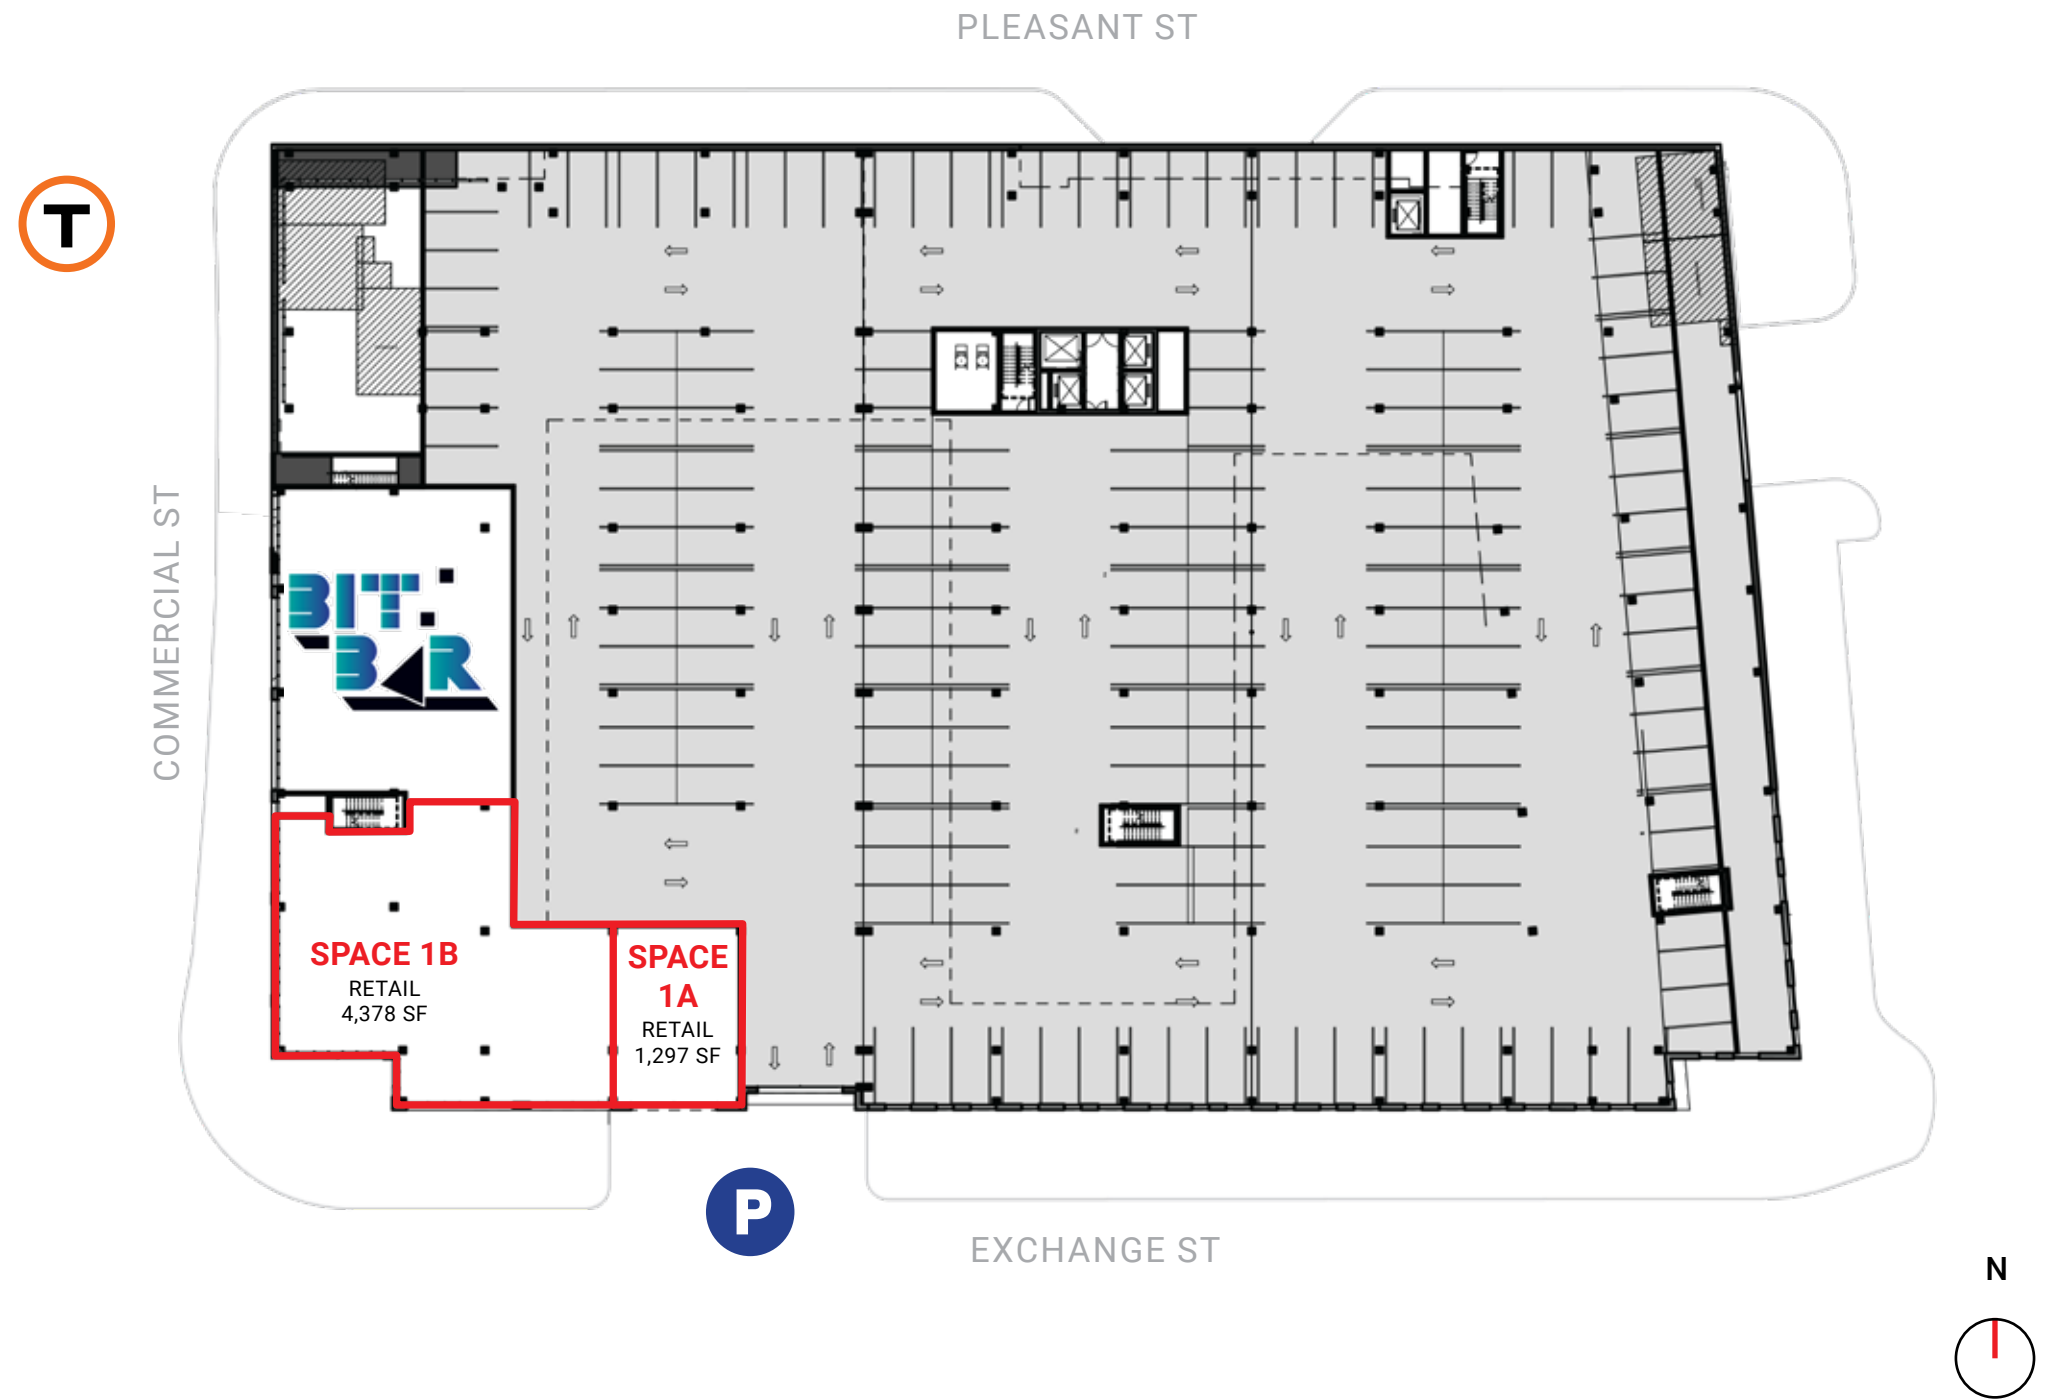 PLEASANT ST
T
COMMERCIAL ST
BIT
BAR
SPACE 1B
RETAIL
4,378 SF
SPACE
1A
RETAIL
1,297 SF
P
EXCHANGE ST
N